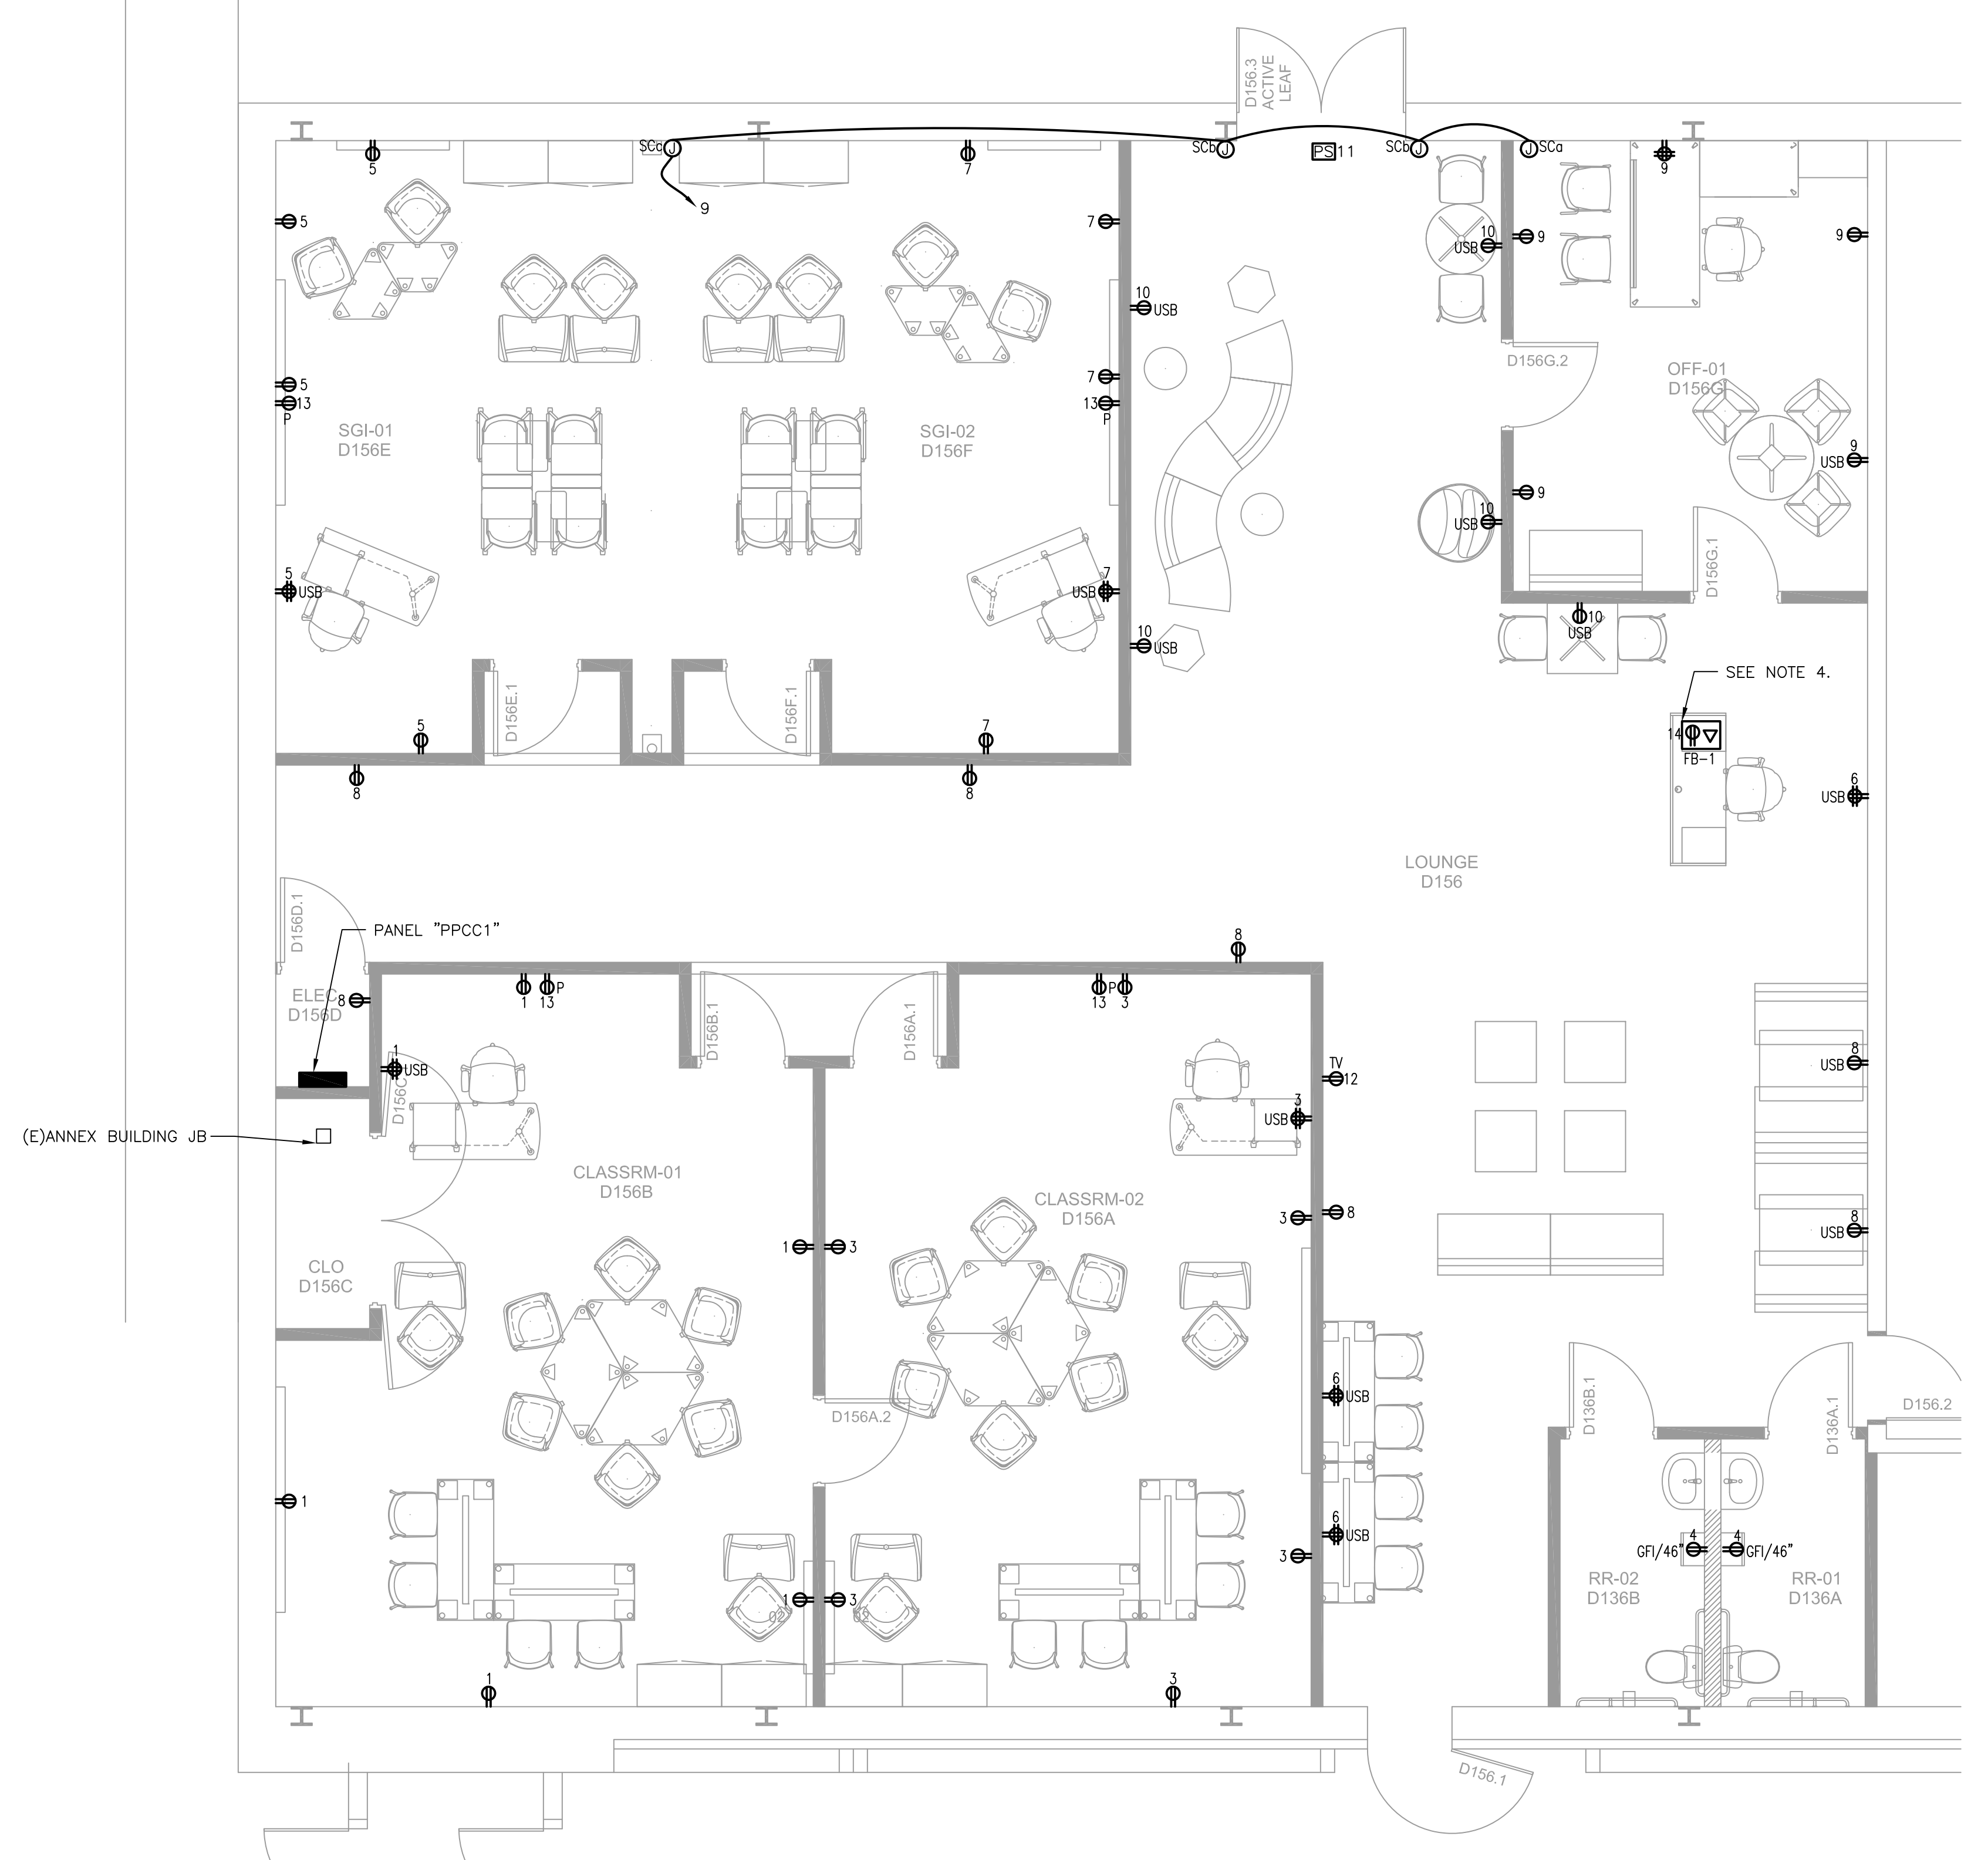 D156.3
ACTIVE
LEAF
SCa
J
SCb
J
PS
11
SCb
J
J
SCa
5
7
9
9
5
7
10
USB
9
9
10
USB
D156G.2
OFF-01
D156G
5
13
P
7
13
P
SGI-01
D156E
SGI-02
D156F
9
USB
9
10
USB
D156G.1
5
USB
7
USB
10
USB
10
USB
D156E.1
D156F.1
SEE NOTE 4.
5
7
14
FB-1
8
8
6
USB
LOUNGE
D156
D156D.1
PANEL "PPCC1"
8
ELEC
D156D
8
1
13
P
13
P
3
D156B.1
D156A.1
1
USB
D156C
TV
12
8
USB
3
USB
(E)ANNEX BUILDING JB
CLASSRM-01
D156B
CLASSRM-02
D156A
3
8
8
USB
1
3
CLO
D156C
6
USB
D156A.2
D136B.1
D136A.1
D156.2
1
6
USB
3
4
GFI/46"
4
GFI/46"
RR-02
D136B
RR-01
D136A
1
3
02
02
1
3
D156.1